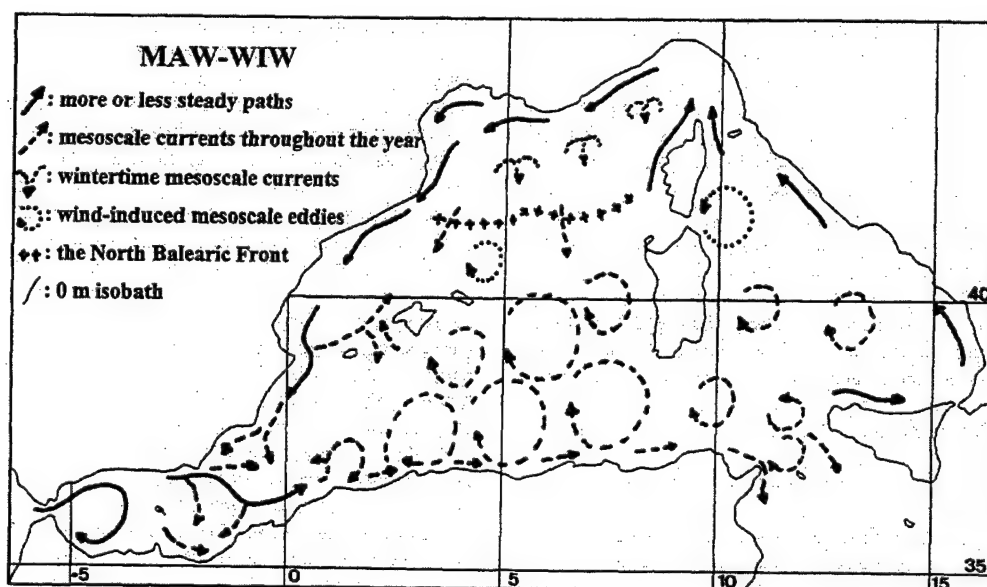 MAW-WIW
: more or less steady paths
: mesoscale currents throughout the year
: wintertime mesoscale currents
: wind-induced mesoscale eddies
: the North Balearic Front
: 0 m isobath
40
35
-5
0
5
10
15